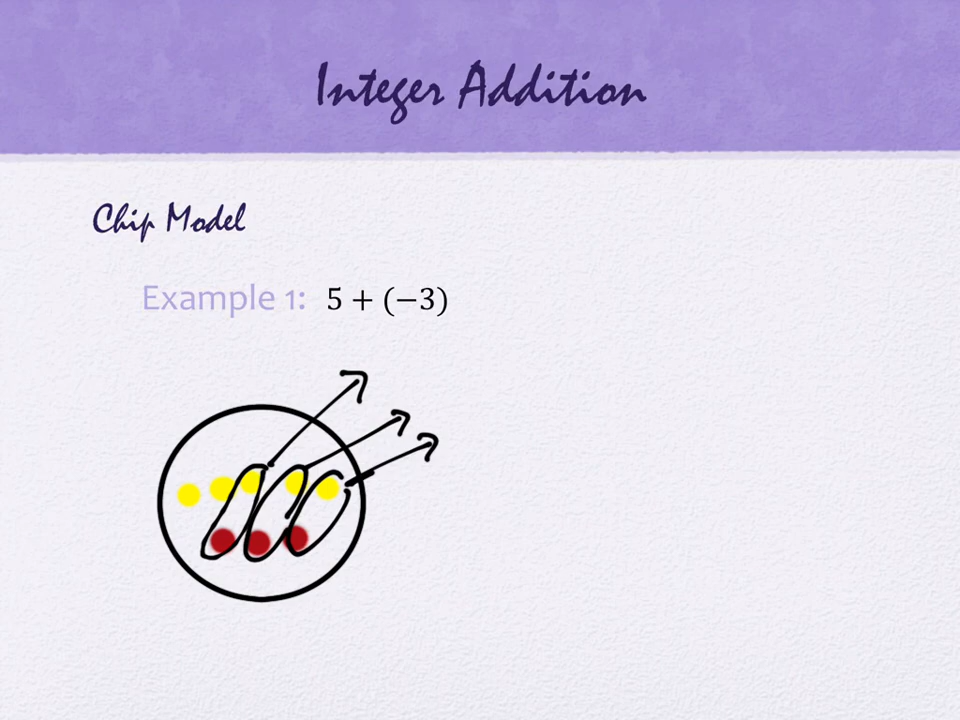 Integer Addition
Chip Model
Example 1: 5 + (−3)